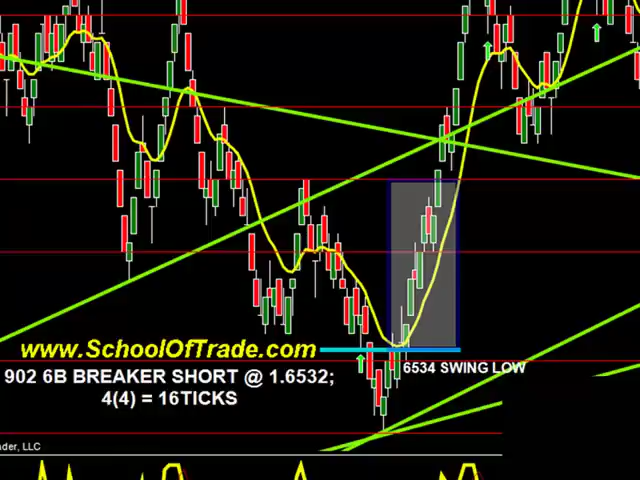 www.SchoolOfTrade.com
902 6B BREAKER SHORT @ 1.6532;
4(4) = 16TICKS
6534 SWING LOW
ader, LLC